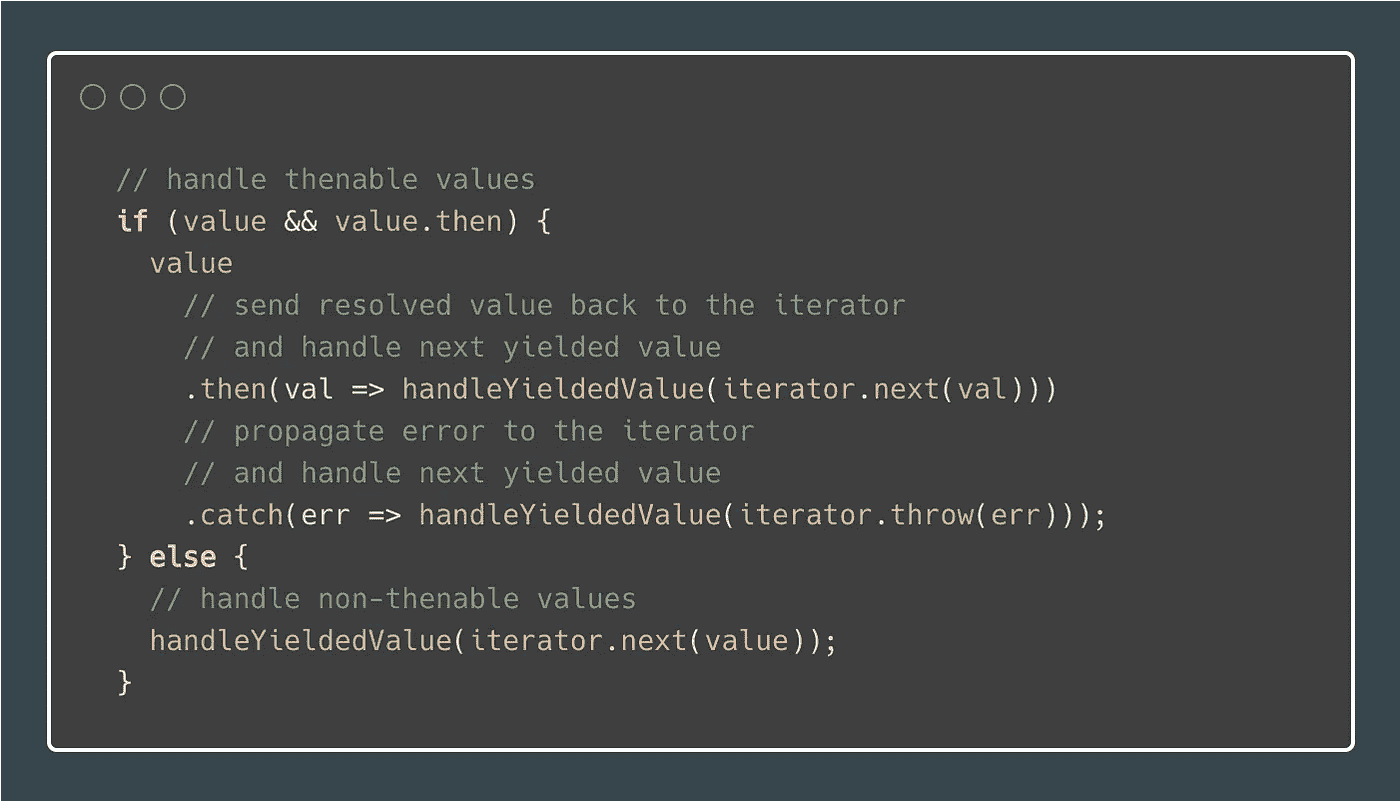 // handle thenable values
if (value && value.then) {
  value
    // send resolved value back to the iterator
    // and handle next yielded value
    .then(val => handleYieldedValue(iterator.next(val)))
    // propagate error to the iterator
    // and handle next yielded value
    .catch(err => handleYieldedValue(iterator.throw(err)));
} else {
  // handle non-thenable values
  handleYieldedValue(iterator.next(value));
}